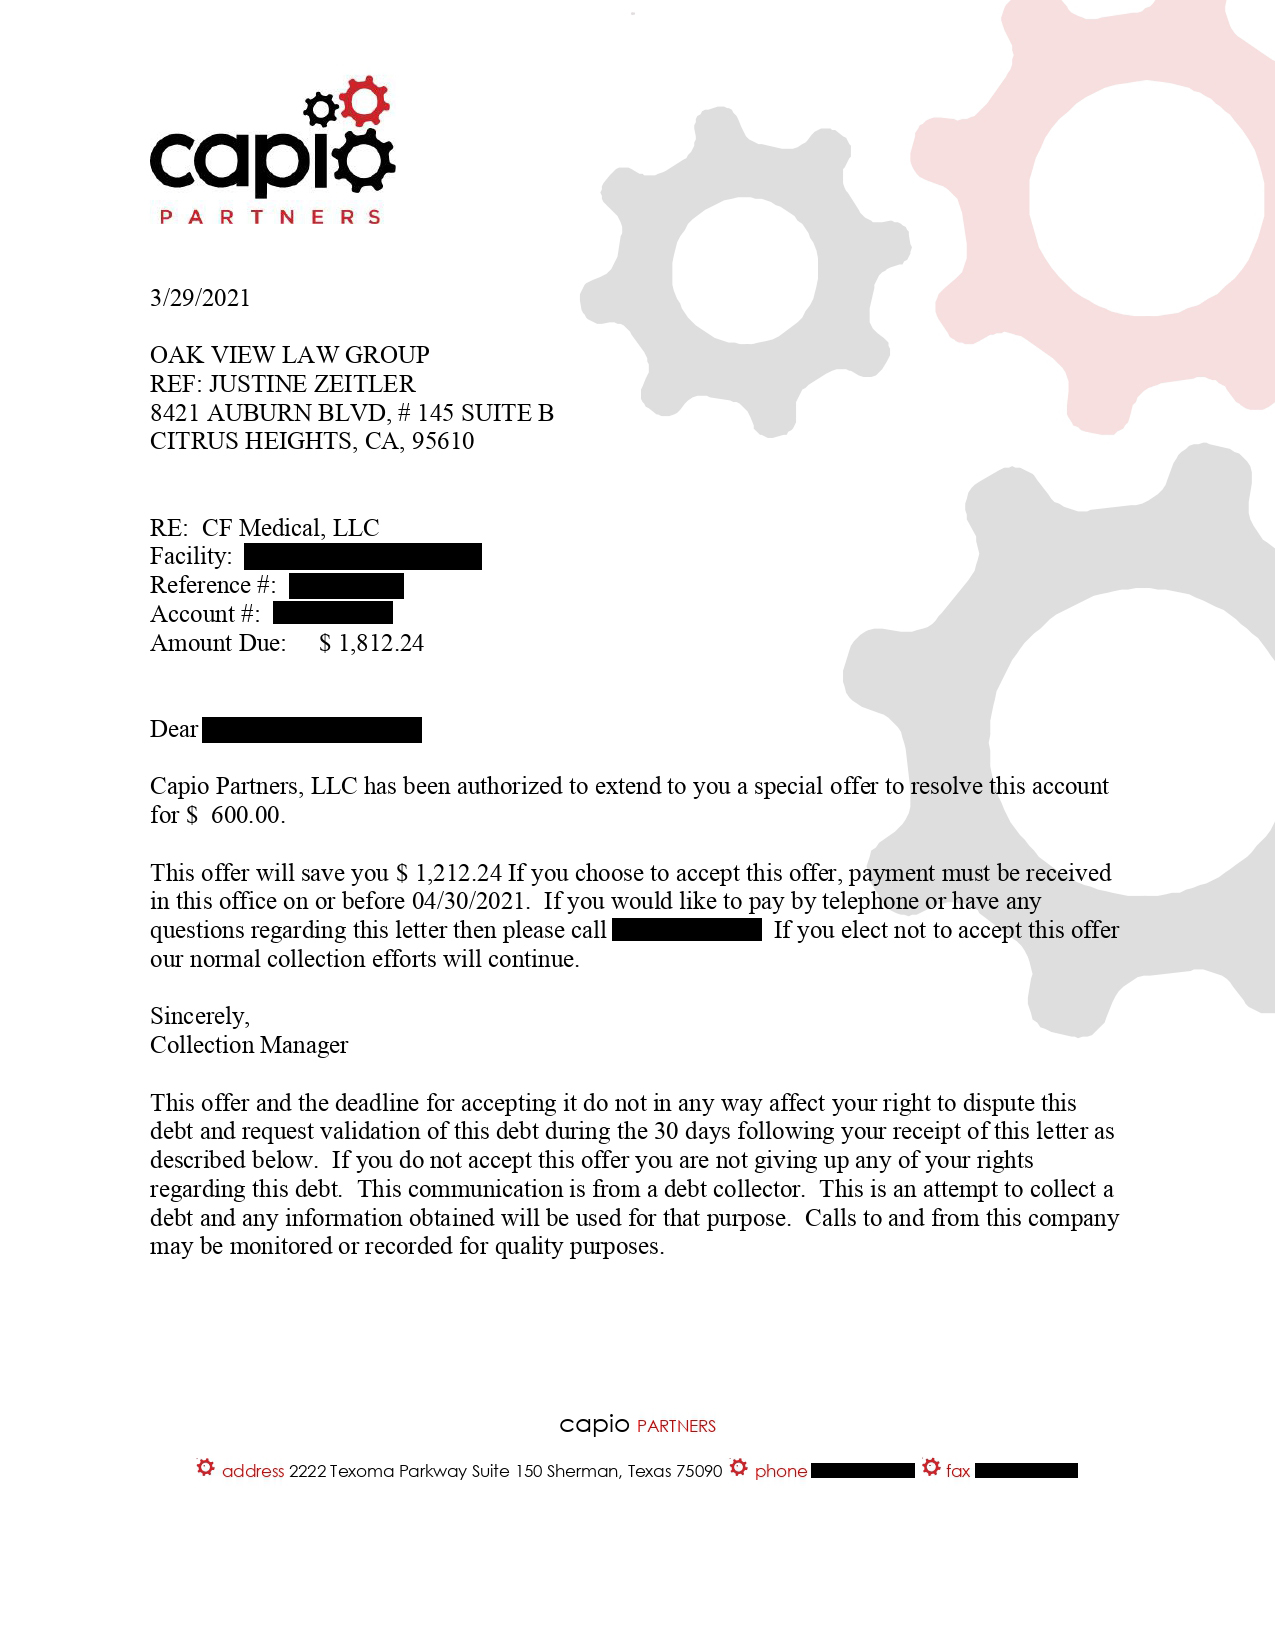 capio
PARTNERS
3/29/2021
OAK VIEW LAW GROUP
REF: JUSTINE ZEITLER
8421 AUBURN BLVD, # 145 SUITE B
CITRUS HEIGHTS, CA, 95610
RE: CF Medical, LLC
Facility:
Reference #:
Account #:
Amount Due: $ 1,812.24
Dear
Capio Partners, LLC has been authorized to extend to you a special offer to resolve this account
for $ 600.00.
This offer will save you $ 1,212.24 If you choose to accept this offer, payment must be received
in this office on or before 04/30/2021. If you would like to pay by telephone or have any
questions regarding this letter then please call If you elect not to accept this offer
our normal collection efforts will continue.
Sincerely,
Collection Manager
This offer and the deadline for accepting it do not in any way affect your right to dispute this
debt and request validation of this debt during the 30 days following your receipt of this letter as
described below. If you do not accept this offer you are not giving up any of your rights
regarding this debt. This communication is from a debt collector. This is an attempt to collect a
debt and any information obtained will be used for that purpose. Calls to and from this company
may be monitored or recorded for quality purposes.
capio PARTNERS
address 2222 Texoma Parkway Suite 150 Sherman, Texas 75090 phone fax